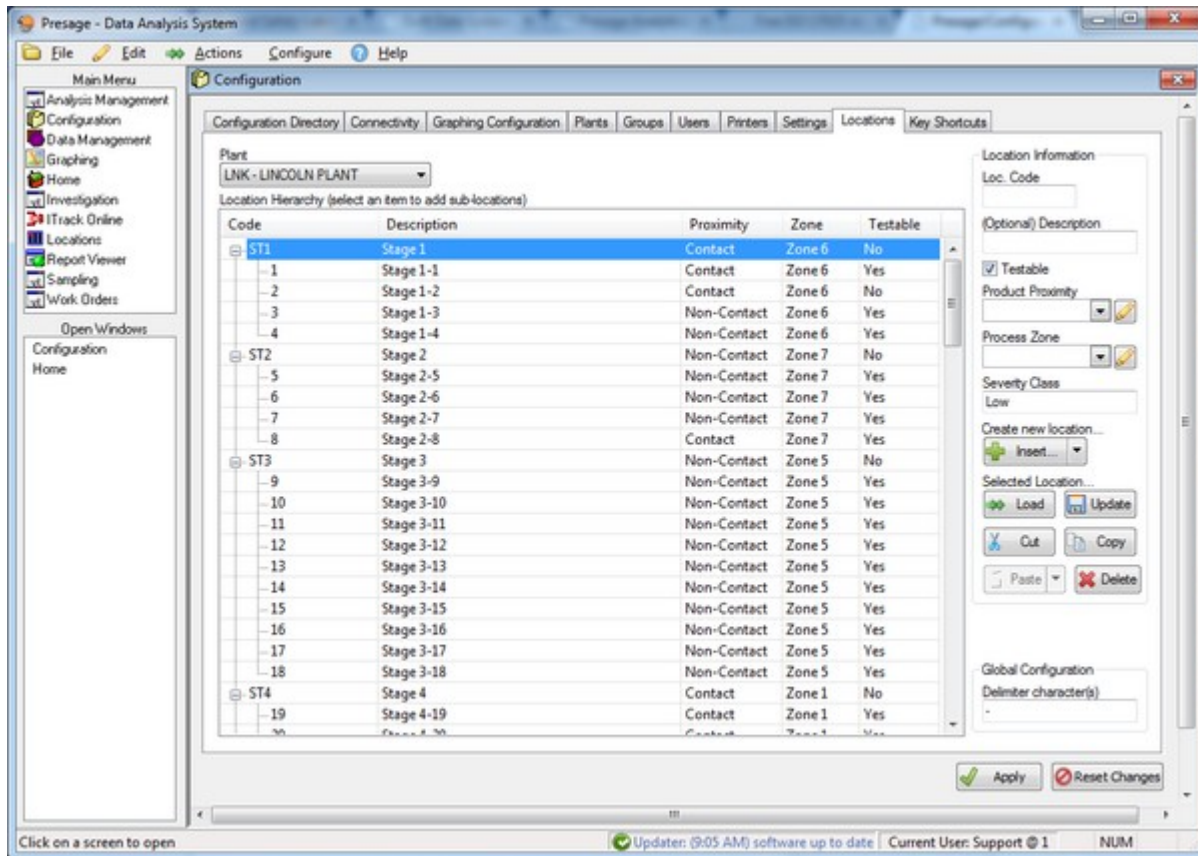 Presage - Data Analysis System
File Edit Actions Configure Help
Main Menu
Analysis Management
Configuration
Data Management
Graphing
Home
Investigation
ITrack Online
Locations
Report Viewer
Sampling
Work Orders
Open Windows
Configuration
Home
Configuration
Configuration Directory Connectivity Graphing Configuration Plants Groups Users Printers Settings Locations Key Shortcuts
Plant
LNK - LINCOLN PLANT
Location Hierarchy (select an item to add sub-locations)
Code Description Proximity Zone Testable
ST1 Stage 1 Contact Zone 6 No
1 Stage 1-1 Contact Zone 6 Yes
2 Stage 1-2 Contact Zone 6 No
3 Stage 1-3 Non-Contact Zone 6 Yes
4 Stage 1-4 Non-Contact Zone 6 Yes
ST2 Stage 2 Non-Contact Zone 7 No
5 Stage 2-5 Non-Contact Zone 7 Yes
6 Stage 2-6 Non-Contact Zone 7 Yes
7 Stage 2-7 Non-Contact Zone 7 Yes
8 Stage 2-8 Contact Zone 7 Yes
ST3 Stage 3 Non-Contact Zone 5 No
9 Stage 3-9 Non-Contact Zone 5 Yes
10 Stage 3-10 Non-Contact Zone 5 Yes
11 Stage 3-11 Non-Contact Zone 5 Yes
12 Stage 3-12 Non-Contact Zone 5 Yes
13 Stage 3-13 Non-Contact Zone 5 Yes
14 Stage 3-14 Non-Contact Zone 5 Yes
15 Stage 3-15 Non-Contact Zone 5 Yes
16 Stage 3-16 Non-Contact Zone 5 Yes
17 Stage 3-17 Non-Contact Zone 5 Yes
18 Stage 3-18 Non-Contact Zone 5 Yes
ST4 Stage 4 Contact Zone 1 No
19 Stage 4-19 Contact Zone 1 Yes
Location Information
Loc. Code
(Optional) Description
Testable
Product Proximity
Process Zone
Severity Class
Low
Create new location...
Insert...
Selected Location...
Load Update
Cut Copy
Paste Delete
Global Configuration
Delimiter character(s)
-
Apply Reset Changes
Click on a screen to open
Updater: (9:05 AM) software up to date
Current User: Support @ 1
NUM